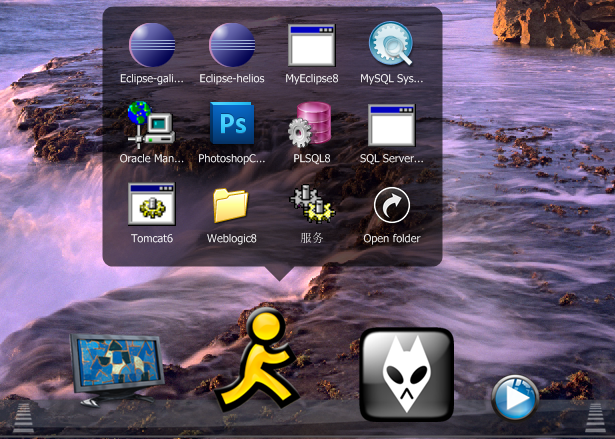 Eclipse-gali...
Eclipse-helios
MyEclipse8
MySQL Sys...
Oracle Man...
Ps
PhotoshopC...
PLSQL8
SQL Server...
Tomcat6
Weblogic8
服务
Open folder